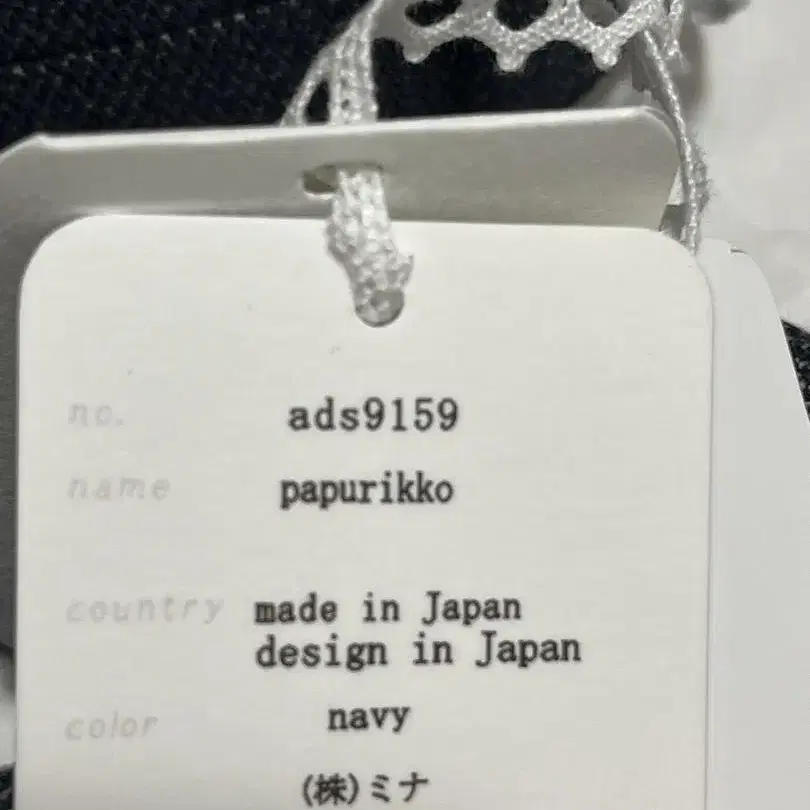 no. ads9159
name papurikko
country made in Japan
design in Japan
color navy
(株)ミナ